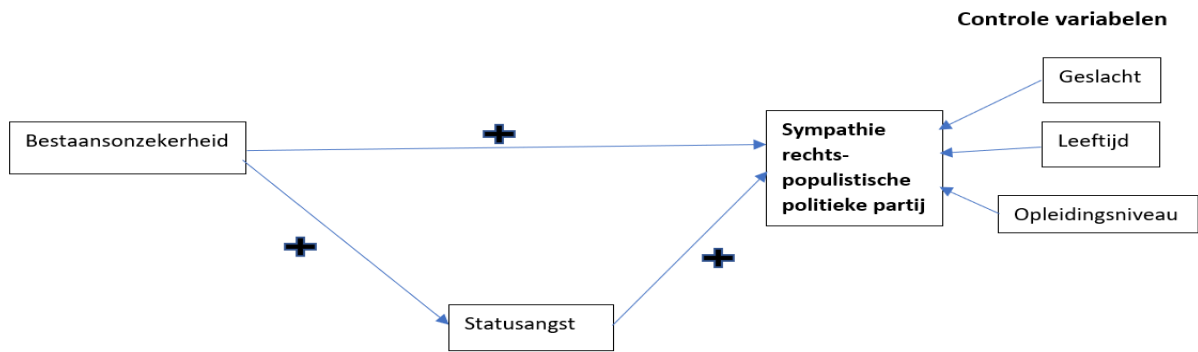 Controle variabelen
Geslacht
Bestaansonzekerheid
Sympathie
rechts-
populistische
politieke partij
Leeftijd
Opleidingsniveau
Statusangst